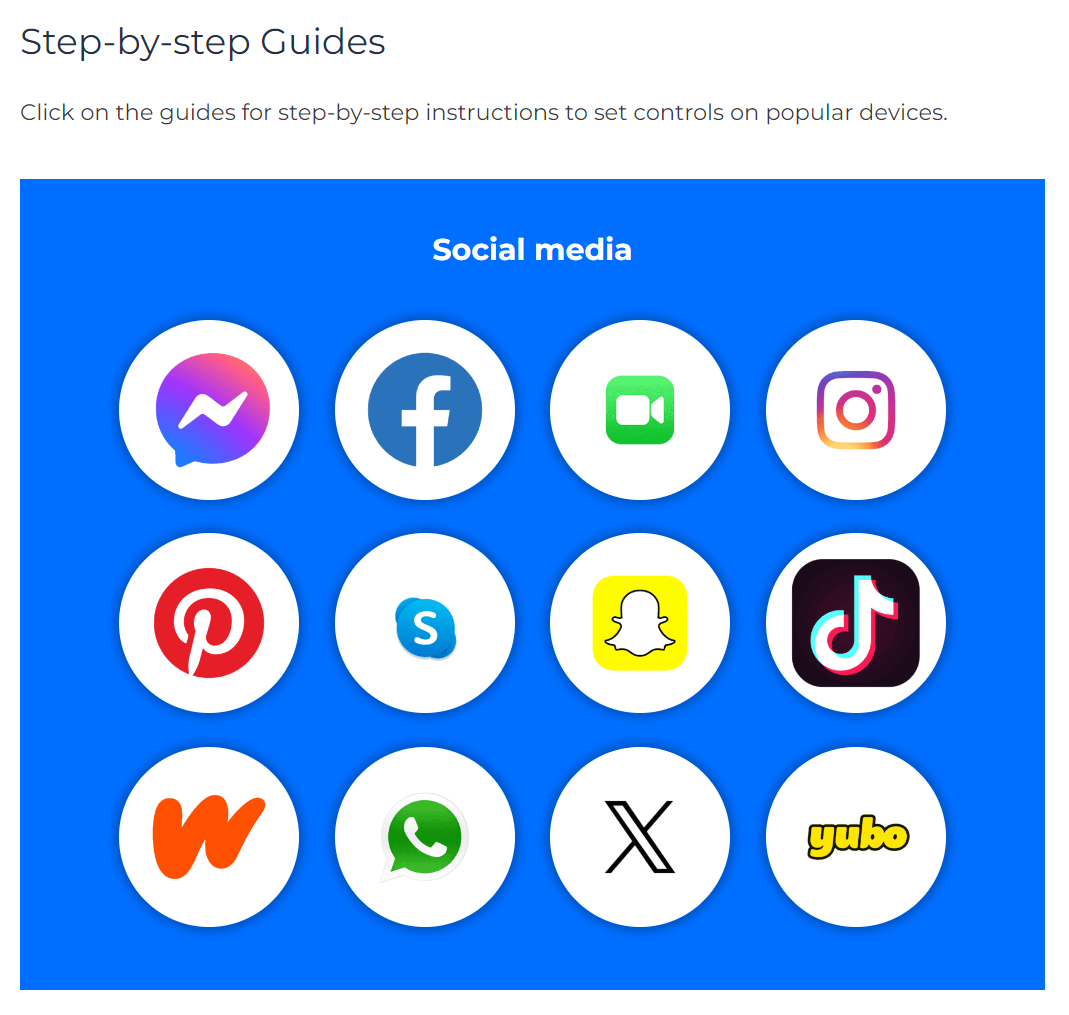 Step-by-step Guides
Click on the guides for step-by-step instructions to set controls on popular devices.
Social media
f
S
yubo